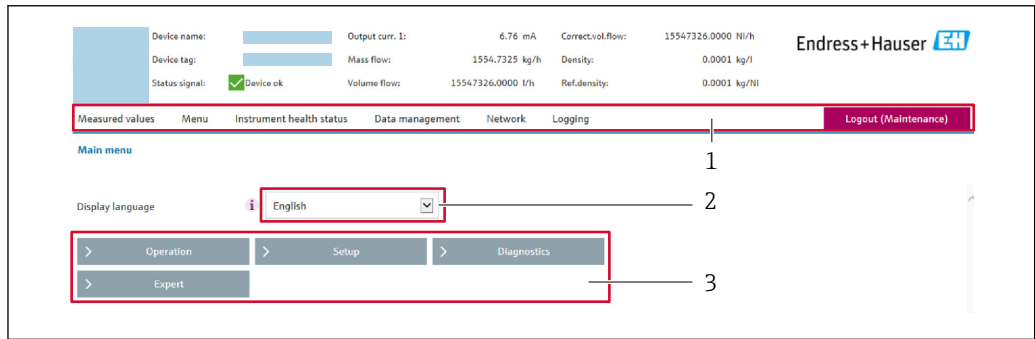 Device name: Output curr. 1: 6.76 mA Correct.vol.flow: 15547326.0000 Nl/h
Endress+Hauser EH
Device tag: Mass flow: 1554.7325 kg/h Density: 0.0001 kg/l
Status signal: Device ok Volume flow: 15547326.0000 l/h Ref.density: 0.0001 kg/Nl
Measured values Menu Instrument health status Data management Network Logging Logout (Maintenance)
1
Main menu
Display language i English 2
> Operation > Setup > Diagnostics
> Expert 3